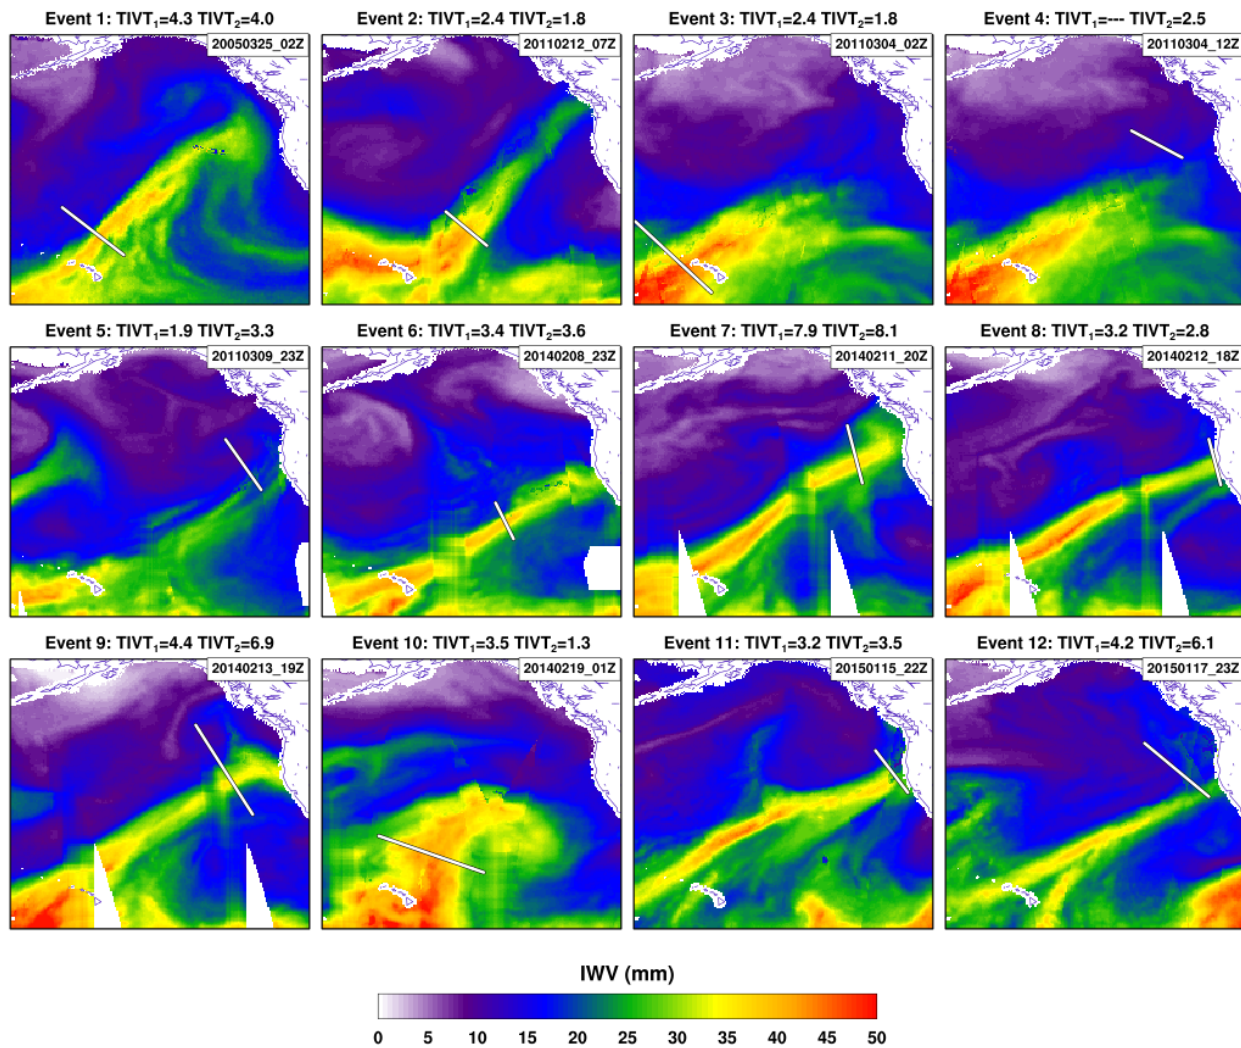 Event 1: TIVT₁=4.3 TIVT₂=4.0
20050325_02Z
Event 2: TIVT₁=2.4 TIVT₂=1.8
20110212_07Z
Event 3: TIVT₁=2.4 TIVT₂=1.8
20110304_02Z
Event 4: TIVT₁=--- TIVT₂=2.5
20110304_12Z
Event 5: TIVT₁=1.9 TIVT₂=3.3
20110309_23Z
Event 6: TIVT₁=3.4 TIVT₂=3.6
20140208_23Z
Event 7: TIVT₁=7.9 TIVT₂=8.1
20140211_20Z
Event 8: TIVT₁=3.2 TIVT₂=2.8
20140212_18Z
Event 9: TIVT₁=4.4 TIVT₂=6.9
20140213_19Z
Event 10: TIVT₁=3.5 TIVT₂=1.3
20140219_01Z
Event 11: TIVT₁=3.2 TIVT₂=3.5
20150115_22Z
Event 12: TIVT₁=4.2 TIVT₂=6.1
20150117_23Z
IWV (mm)
0 5 10 15 20 25 30 35 40 45 50